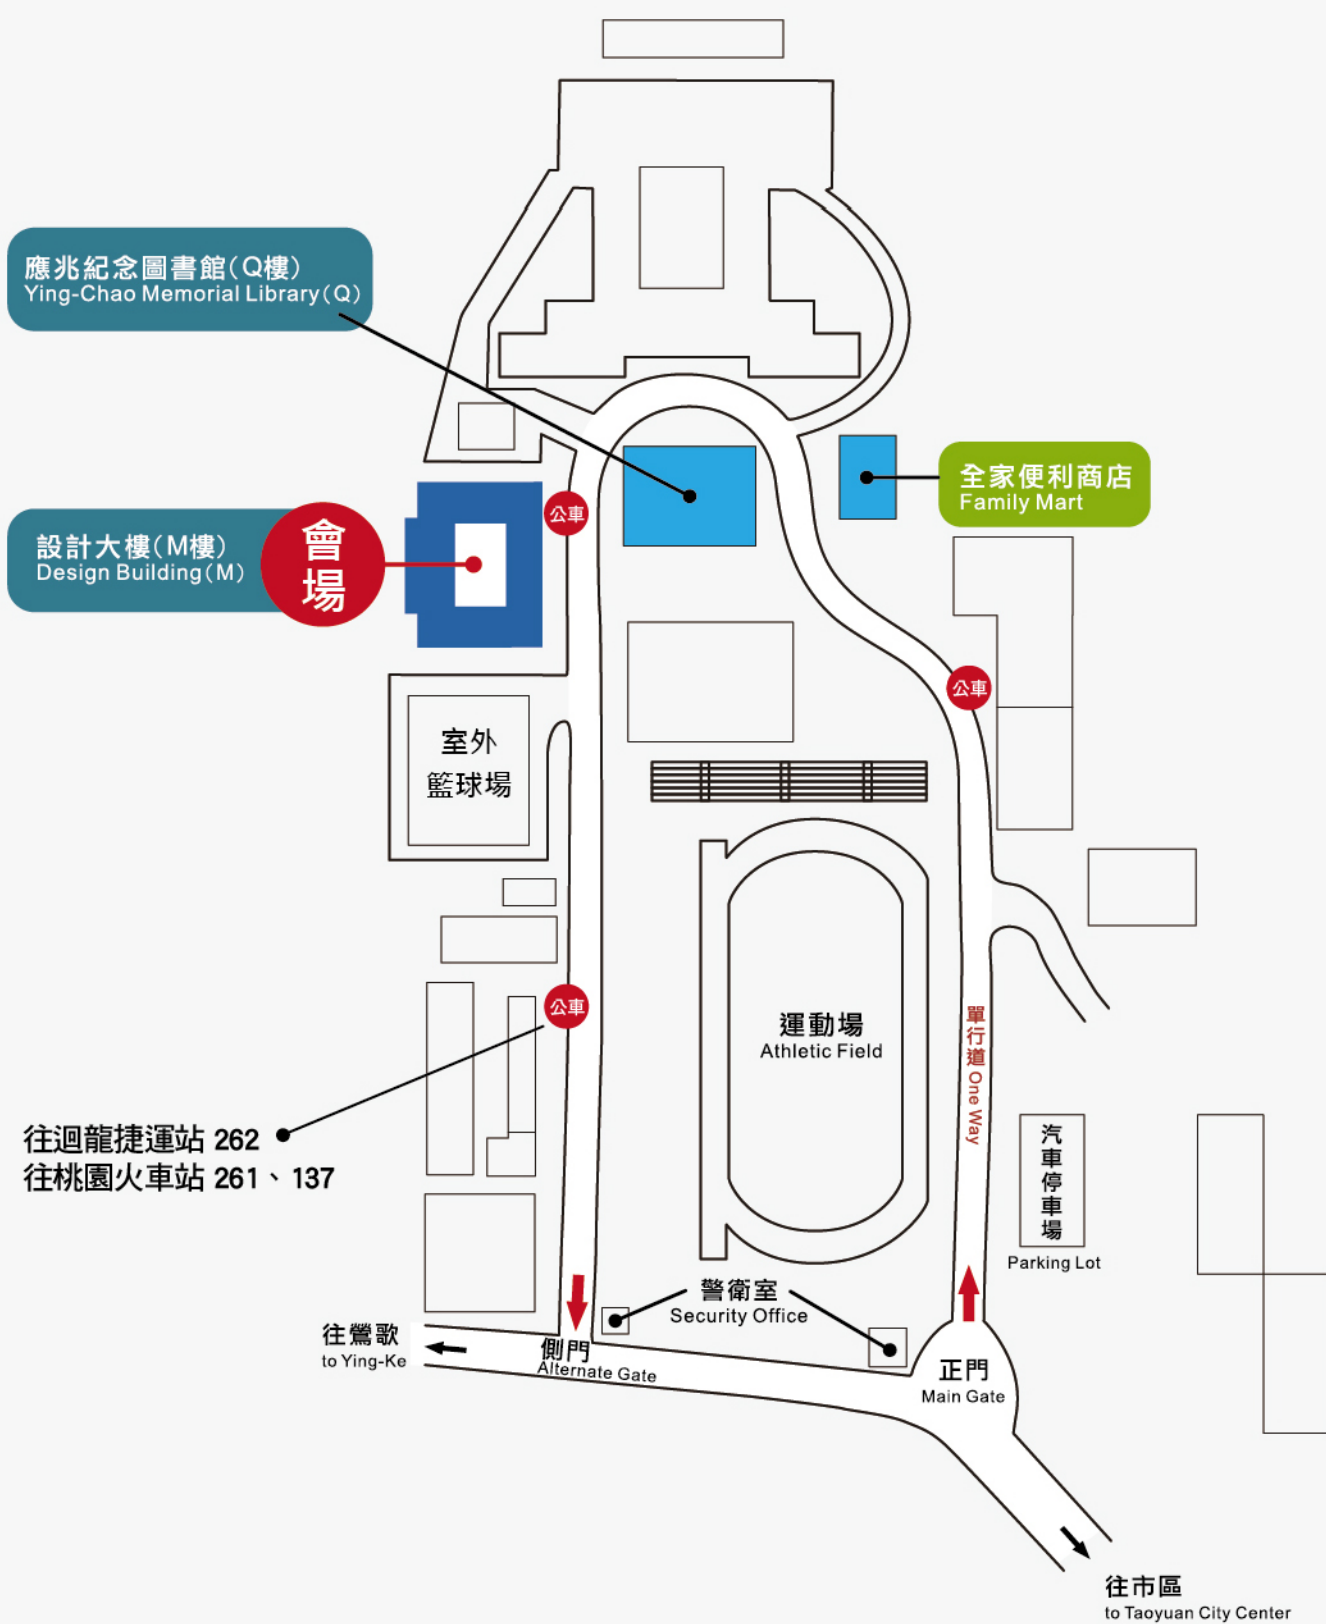 應兆紀念圖書館(Q樓)
Ying-Chao Memorial Library(Q)
全家便利商店
Family Mart
公車
設計大樓(M樓)
Design Building(M)
會
場
公車
室外
籃球場
公車
運動場
Athletic Field
單行道 One Way
往迴龍捷運站 262
往桃園火車站 261、137
汽車停車場
Parking Lot
警衛室
Security Office
往鶯歌
to Ying-Ke
側門
Alternate Gate
正門
Main Gate
往市區
to Taoyuan City Center